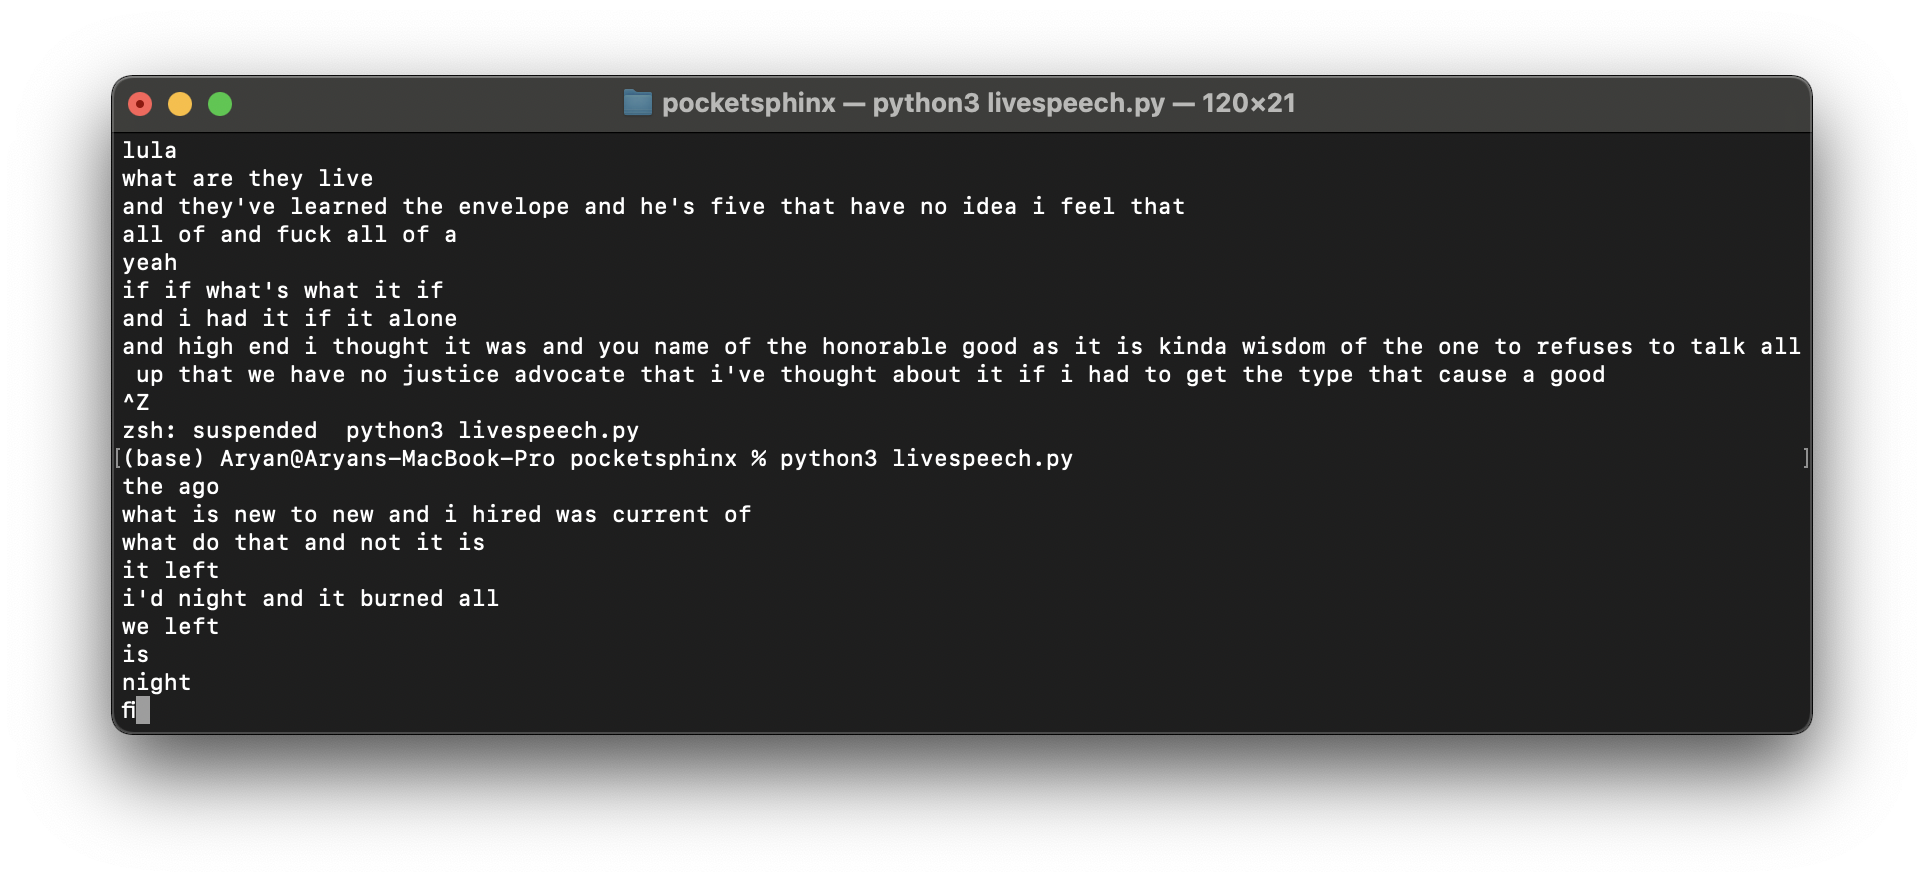 pocketsphinx — python3 livespeech.py — 120×21
lula
what are they live
and they've learned the envelope and he's five that have no idea i feel that
all of and fuck all of a
yeah
if if what's what it if
and i had it if it alone
and high end i thought it was and you name of the honorable good as it is kinda wisdom of the one to refuses to talk all
 up that we have no justice advocate that i've thought about it if i had to get the type that cause a good
^Z
zsh: suspended  python3 livespeech.py
[(base) Aryan@Aryans-MacBook-Pro pocketsphinx % python3 livespeech.py ]
the ago
what is new to new and i hired was current of
what do that and not it is
it left
i'd night and it burned all
we left
is
night
fi